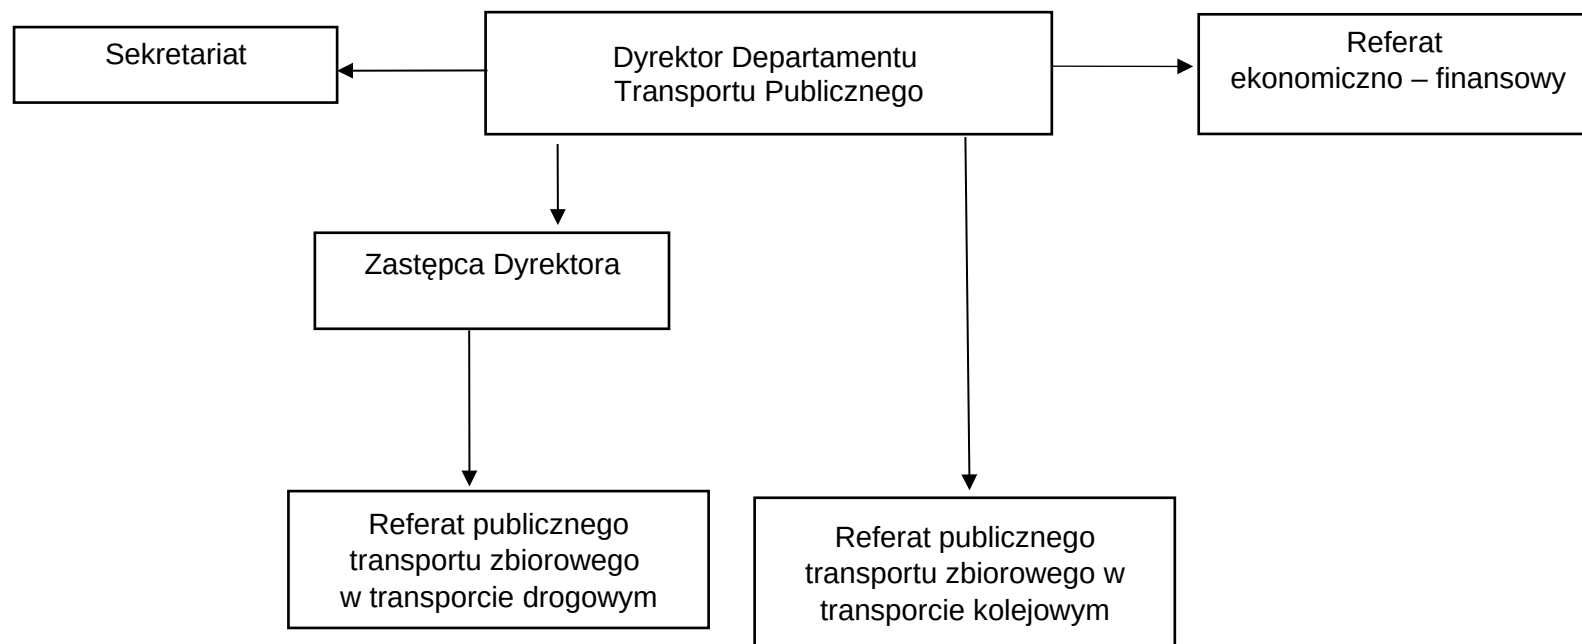 Sekretariat
Dyrektor Departamentu
Transportu Publicznego
Referat
ekonomiczno – finansowy
Zastępca Dyrektora
Referat publicznego
transportu zbiorowego
w transporcie drogowym
Referat publicznego
transportu zbiorowego w
transporcie kolejowym